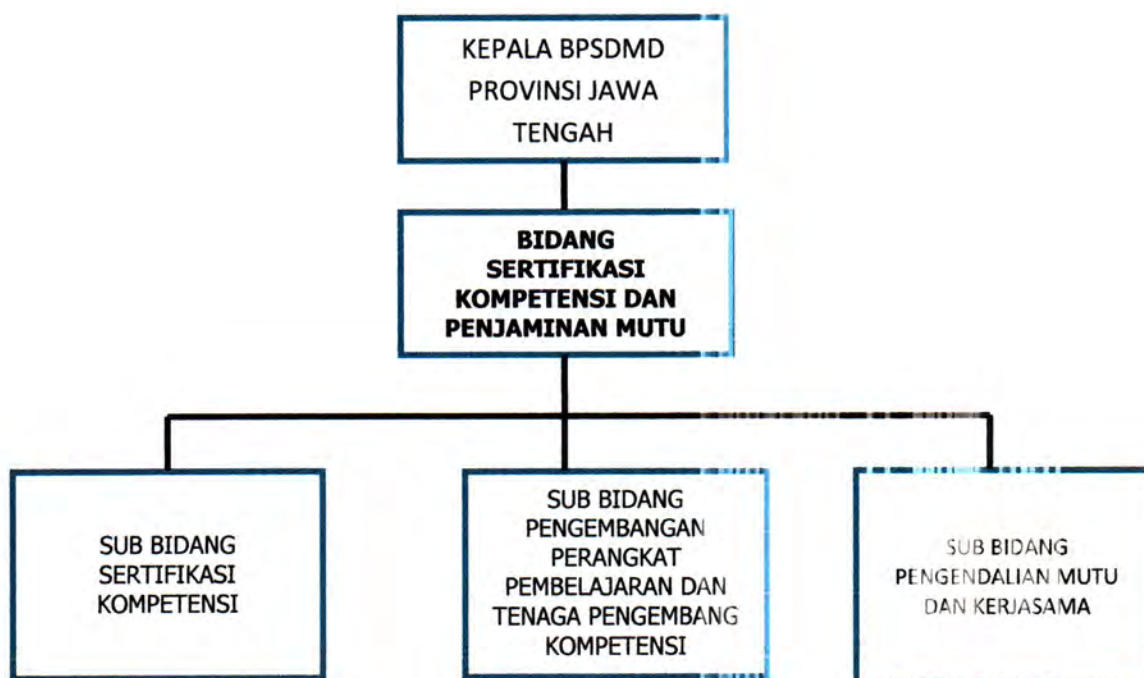 KEPALA BPSDMD
PROVINSI JAWA
TENGAH
BIDANG
SERTIFIKASI
KOMPETENSI DAN
PENJAMINAN MUTU
SUB BIDANG
SERTIFIKASI
KOMPETENSI
SUB BIDANG
PENGEMBANGAN
PERANGKAT
PEMBELAJARAN DAN
TENAGA PENGEMBANG
KOMPETENSI
SUB BIDANG
PENGENDALIAN MUTU
DAN KERJASAMA